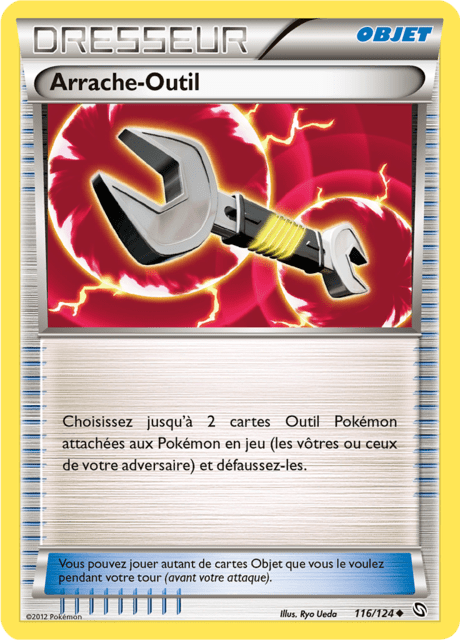 DRESSEUR
OBJET
Arrache-Outil
Choisissez jusqu'à 2 cartes Outil Pokémon
attachées aux Pokémon en jeu (les vôtres ou ceux
de votre adversaire) et défaussez-les.
Vous pouvez jouer autant de cartes Objet que vous le voulez
pendant votre tour (avant votre attaque).
©2012 Pokémon
Illus. Ryo Ueda
116/124